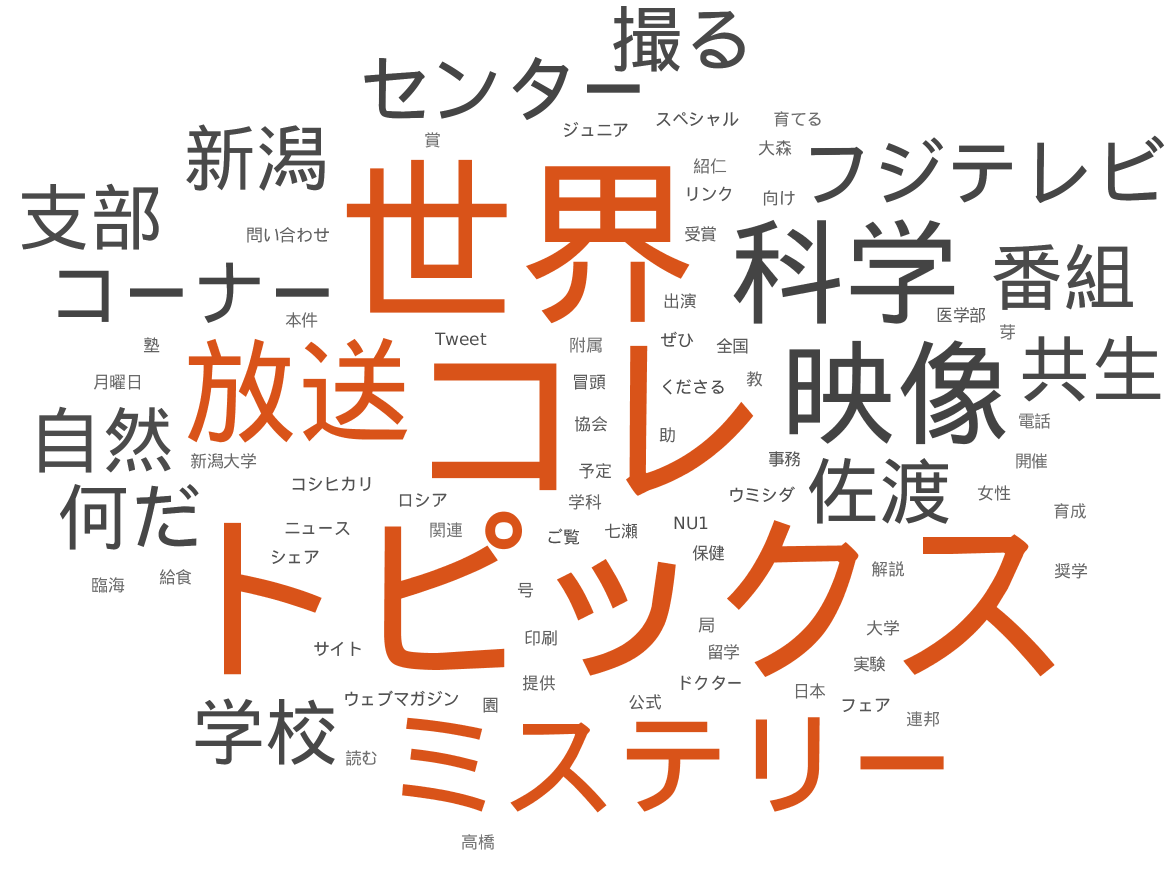 撮る
センター
スペシャル
育てる
ジュニア
賞
大森
新潟
世界
紹仁
フジテレビ
リンク
向け
支部
問い合わせ
受賞
科学
番組
コーナー
出演
本件
医学部
芽
塾
放送
Tweet
附属
ぜひ
全国
共生
月曜日
コレ
冒頭
くださる
教
映像
自然
協会
助
電話
新潟大学
予定
事務
開催
何だ
コシヒカリ
ロシア
学科
ウミシダ
佐渡
女性
育成
ニュース
関連
ご覧
七瀬
NU1
シェア
保健
トピックス
臨海
給食
号
解説
奨学
サイト
印刷
局
留学
大学
実験
学校
ウェブマガジン
園
提供
公式
ドクター
日本
フェア
連邦
読む
ミステリー
高橋